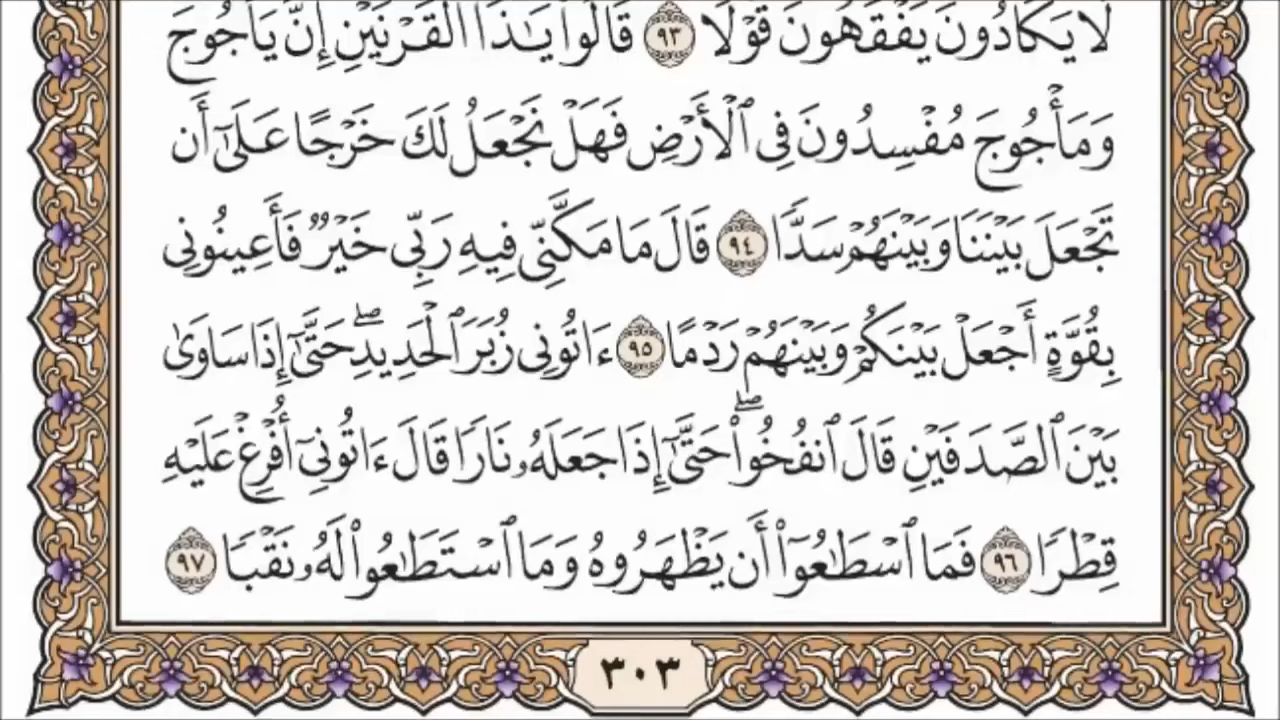 لَّا يَكَادُونَ يَفْقَهُونَ قَوْلًا ٩٣ قَالُوا۟ يَـٰذَا ٱلْقَرْنَيْنِ إِنَّ يَأْجُوجَ
وَمَأْجُوجَ مُفْسِدُونَ فِى ٱلْأَرْضِ فَهَلْ نَجْعَلُ لَكَ خَرْجًا عَلَىٰٓ أَن
تَجْعَلَ بَيْنَنَا وَبَيْنَهُمْ سَدًّا ٩٤ قَالَ مَا مَكَّنِّى فِيهِ رَبِّى خَيْرٌ فَأَعِينُونِى
بِقُوَّةٍ أَجْعَلْ بَيْنَكُمْ وَبَيْنَهُمْ رَدْمًا ٩٥ ءَاتُونِى زُبَرَ ٱلْحَدِيدِ ۖ حَتَّىٰٓ إِذَا سَاوَىٰ
بَيْنَ ٱلصَّدَفَيْنِ قَالَ ٱنفُخُوا۟ ۖ حَتَّىٰٓ إِذَا جَعَلَهُۥ نَارًا قَالَ ءَاتُونِىٓ أُفْرِغْ عَلَيْهِ
قِطْرًا ٩٦ فَمَا ٱسْطَـٰعُوٓا۟ أَن يَظْهَرُوهُ وَمَا ٱسْتَطَـٰعُوا۟ لَهُۥ نَقْبًا ٩٧
٣٠٣